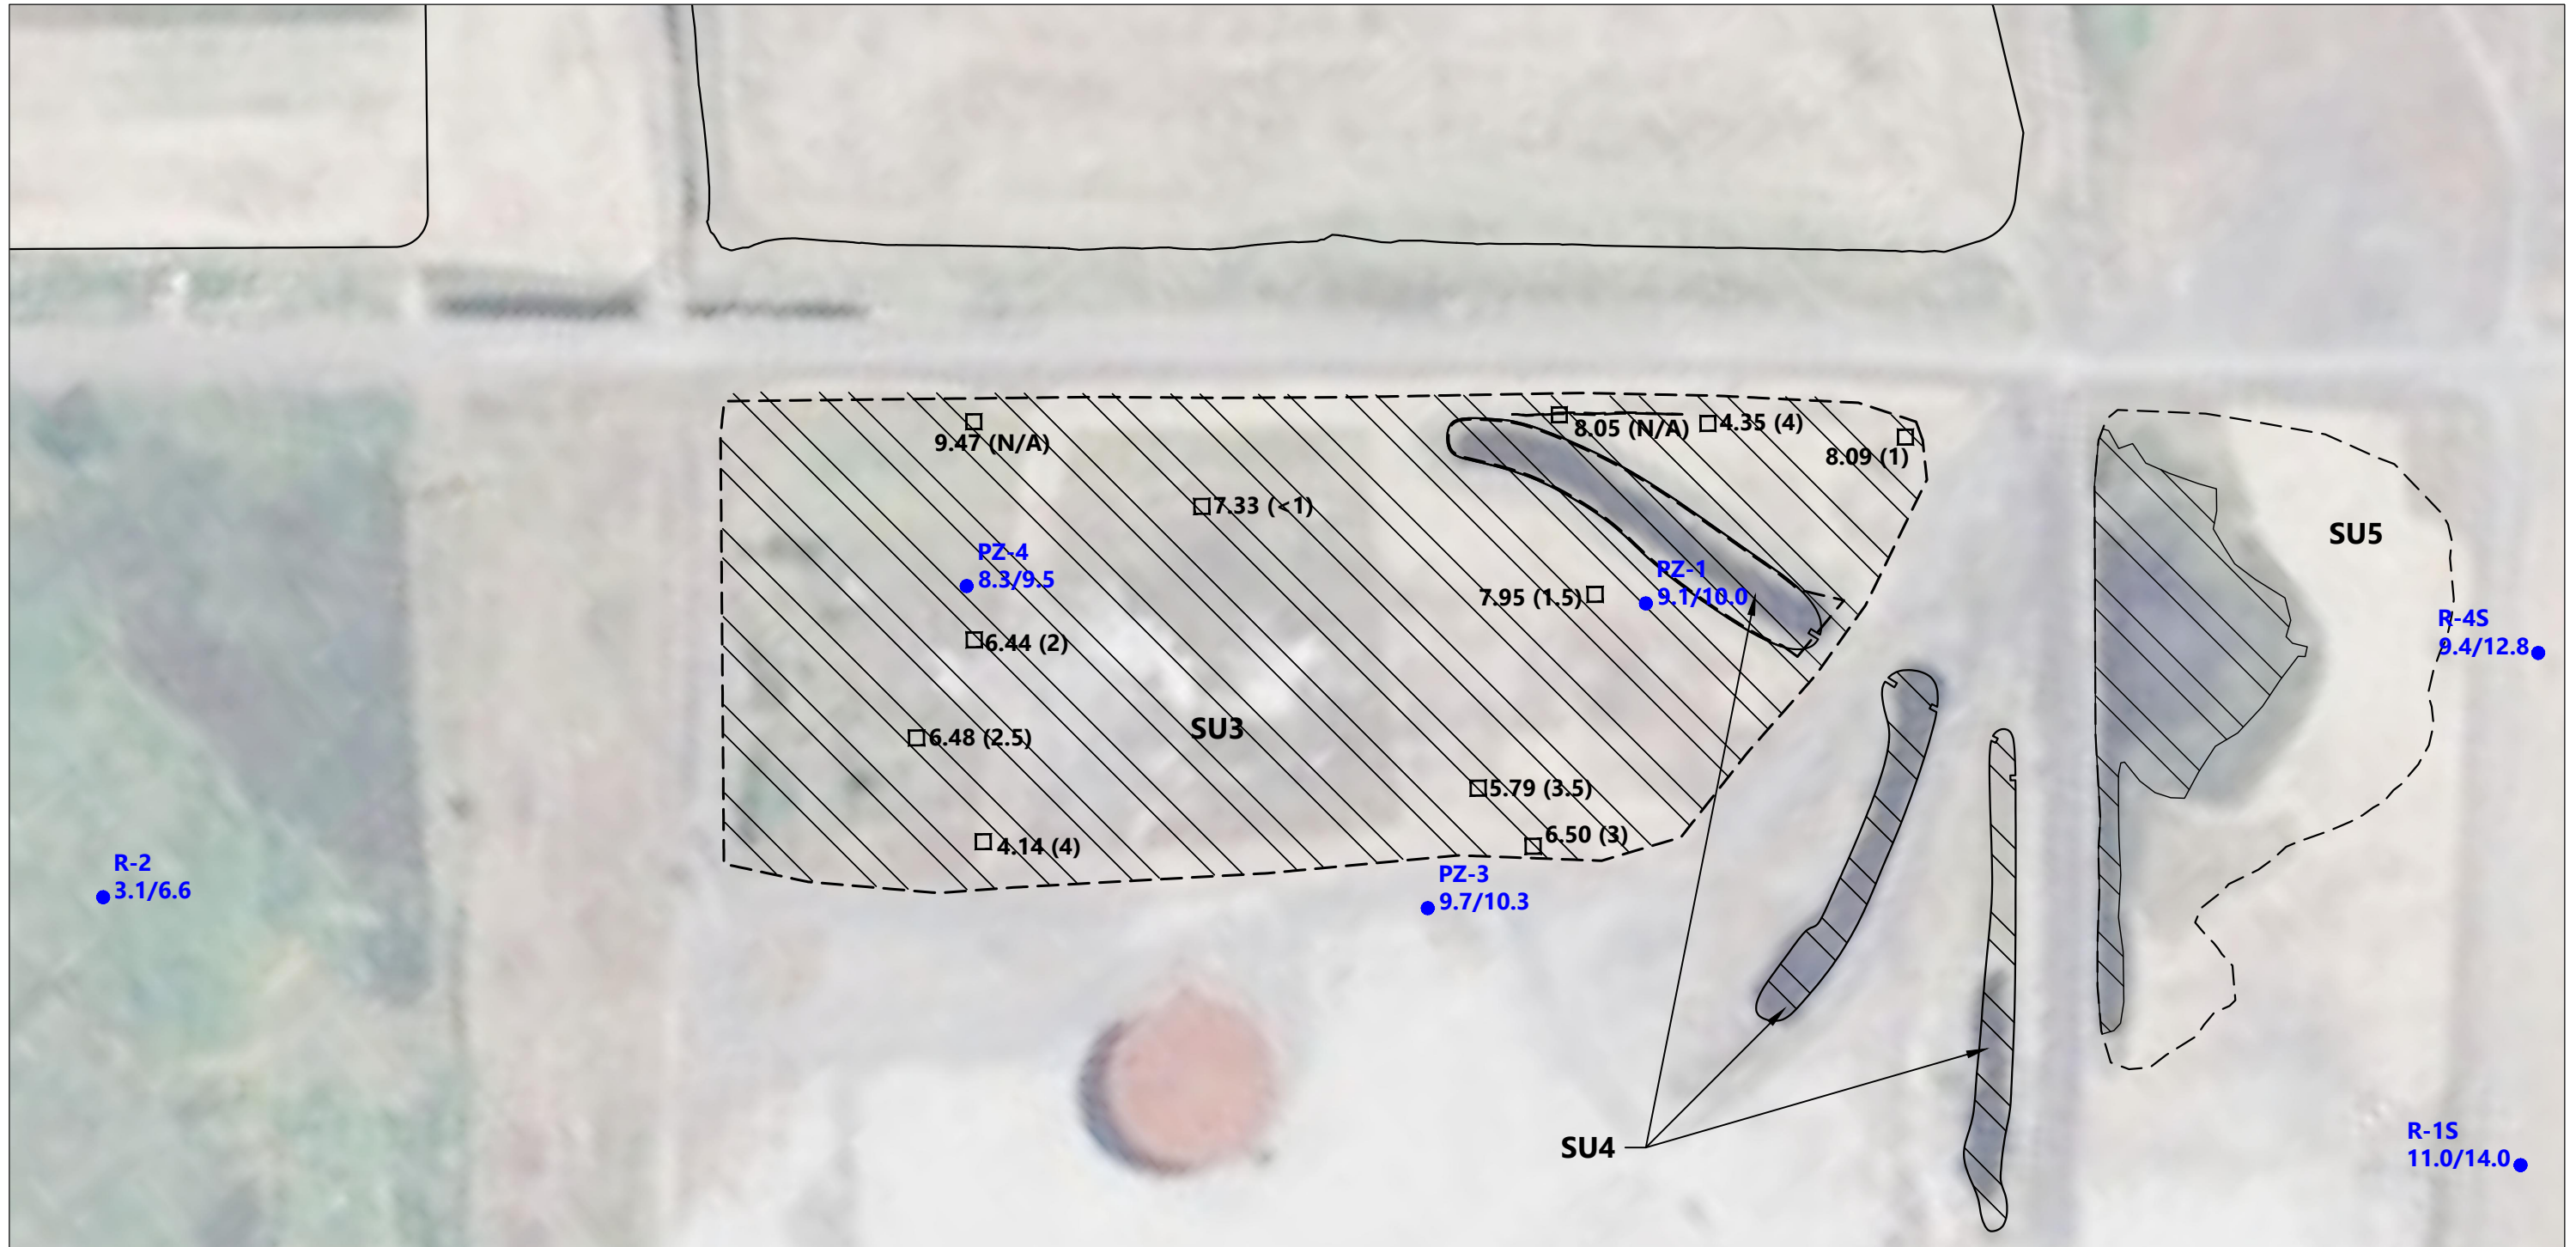 8.05 (N/A)
4.35 (4)
9.47 (N/A)
8.09 (1)
7.33 (<1)
SU5
PZ-4
8.3/9.5
PZ-1
9.1/10.0
7.95 (1.5)
R-4S
9.4/12.8
6.44 (2)
SU3
6.48 (2.5)
5.79 (3.5)
6.50 (3)
4.14 (4)
R-2
3.1/6.6
PZ-3
9.7/10.3
SU4
R-1S
11.0/14.0